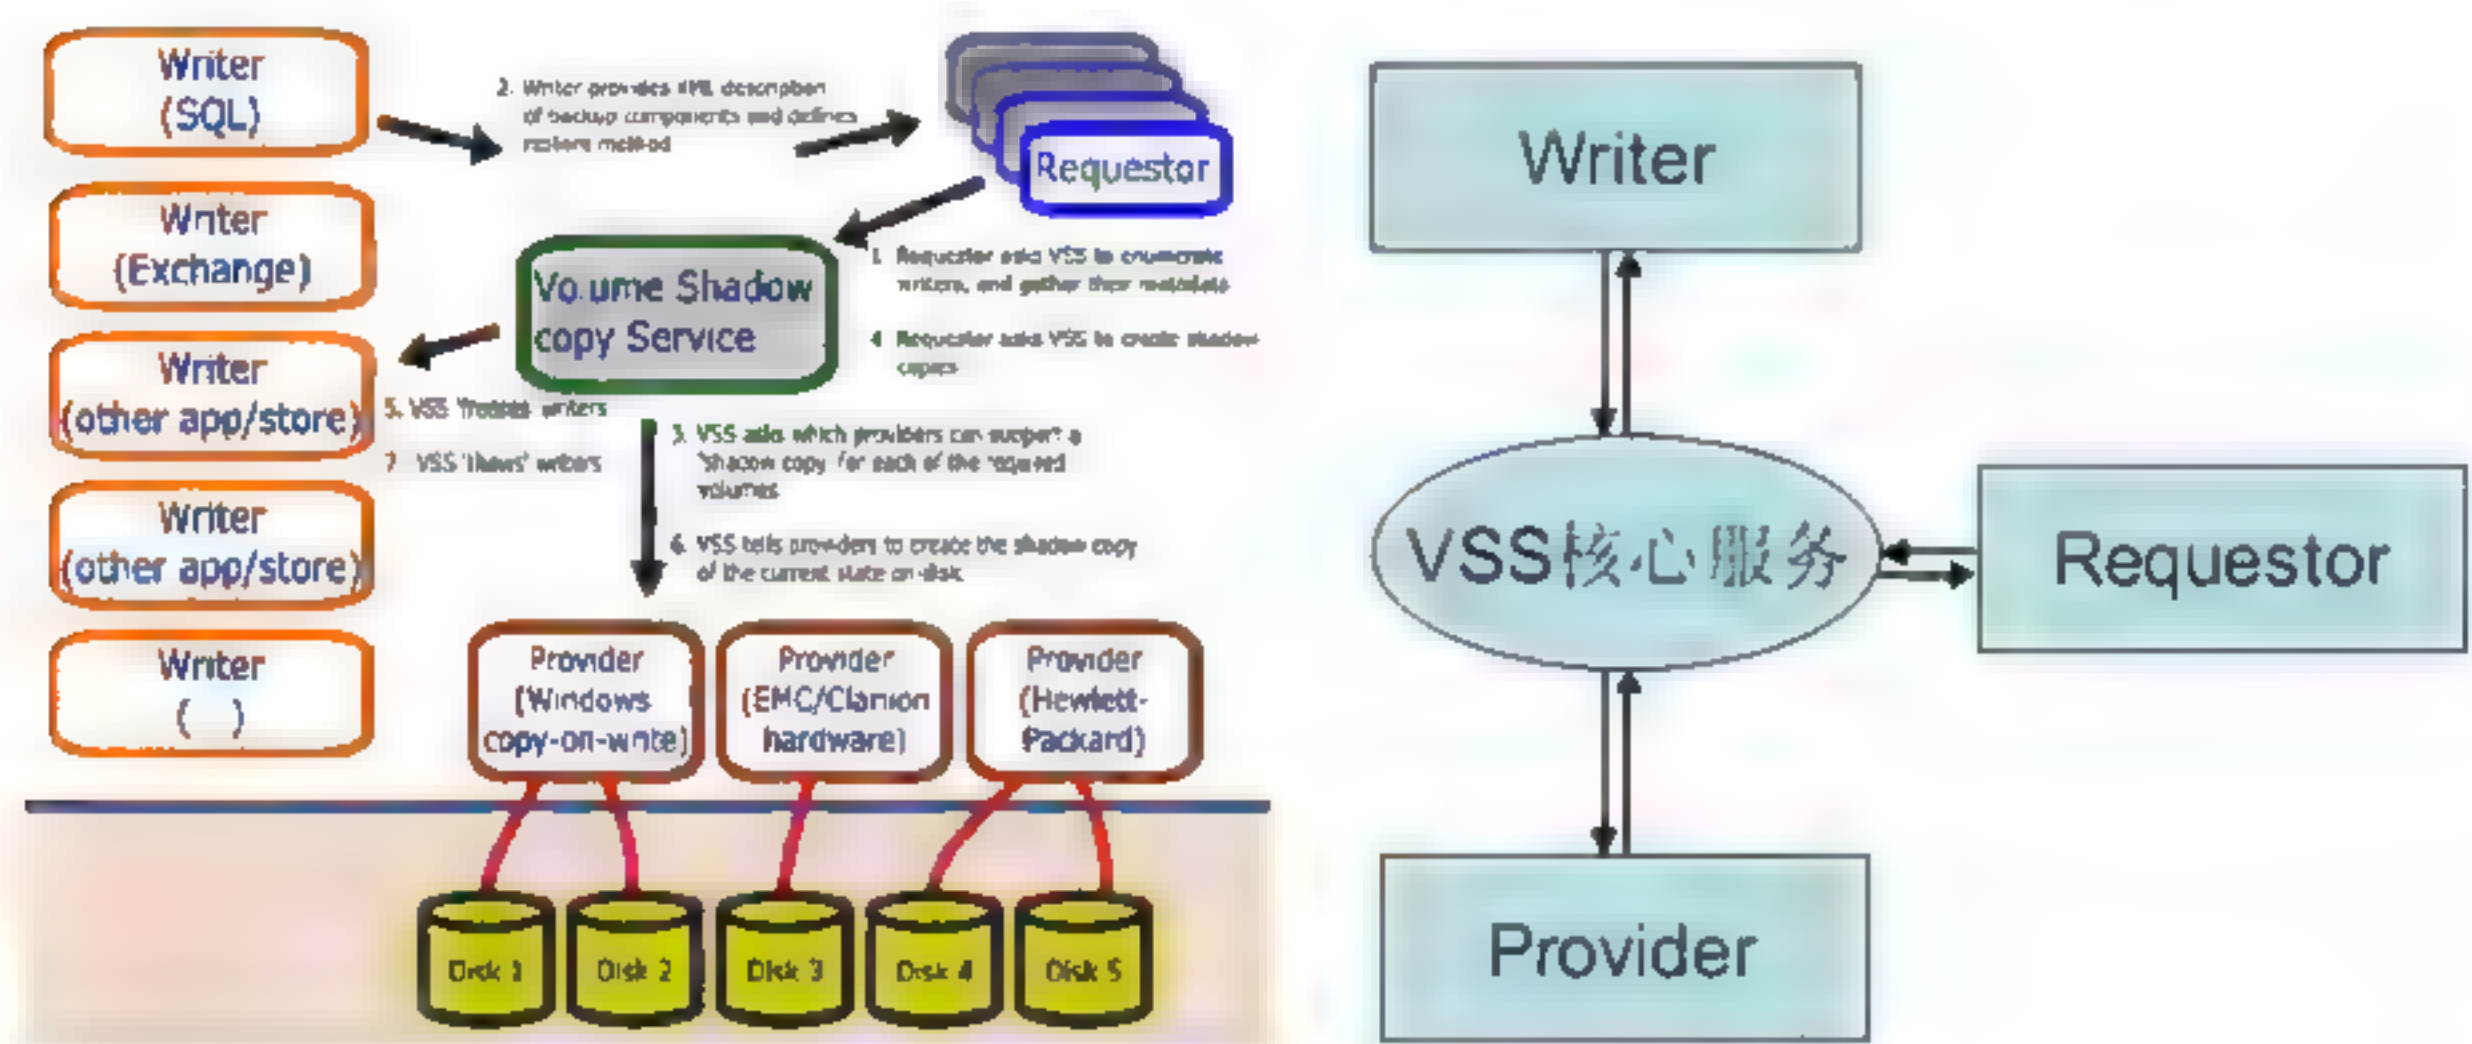 Writer
(SQL)
2. Writer provides XML description
of backup components and defines
restore method
Requestor
Writer
(Exchange)
Volume Shadow
copy Service
1. Requestor asks VSS to enumerate
writers, and gather their metadata
4. Requestor asks VSS to create shadow
copies
Writer
(other app/store)
5. VSS 'freezes' writers
7. VSS 'thaws' writers
3. VSS asks which providers can support a
'shadow copy' for each of the required
volumes
6. VSS tells providers to create the shadow copy
of the current state on-disk
Writer
(other app/store)
Writer
( )
Provider
(Windows
copy-on-write)
Provider
(EMC/Clariion
hardware)
Provider
(Hewlett-
Packard)
Disk 1
Disk 2
Disk 3
Disk 4
Disk 5
Writer
VSS核心服务
Requestor
Provider